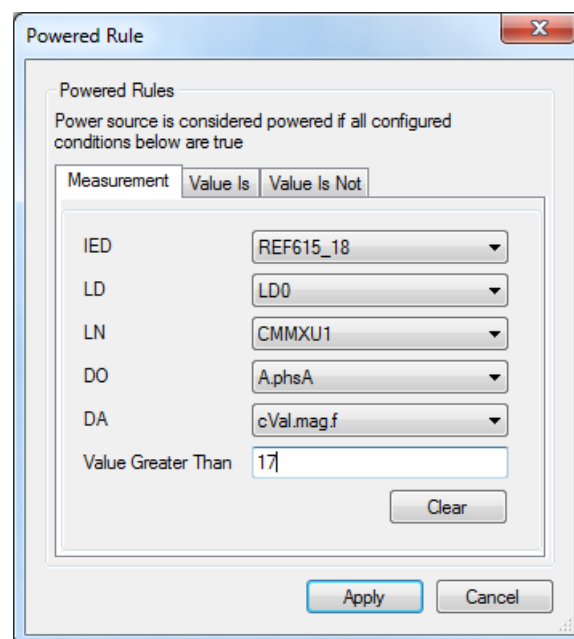 Powered Rule
Powered Rules
Power source is considered powered if all configured
conditions below are true
Measurement Value Is Value Is Not
IED REF615_18
LD LD0
LN CMMXU1
DO A.phsA
DA cVal.mag.f
Value Greater Than 17
Clear
Apply Cancel